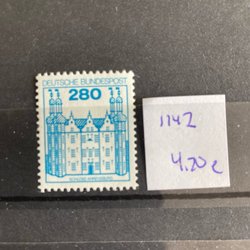 DEUTSCHE BUNDESPOST
280
SCHLOSS AHRENSBURG
1142
4.20 €